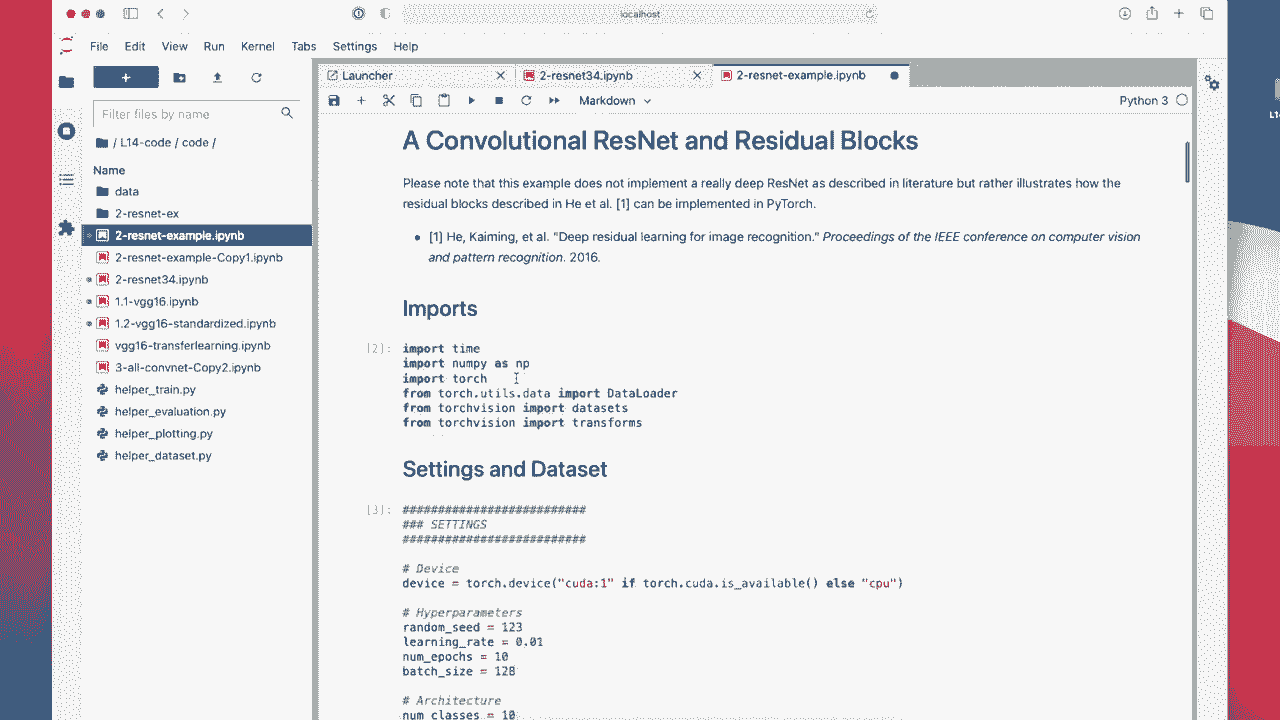 localhost
File Edit View Run Kernel Tabs Settings Help
Launcher
2-resnet34.ipynb
2-resnet-example.ipynb
Filter files by name
Markdown
Python 3
/ L14-code / code /
Name
data
2-resnet-ex
2-resnet-example.ipynb
2-resnet-example-Copy1.ipynb
2-resnet34.ipynb
1.1-vgg16.ipynb
1.2-vgg16-standardized.ipynb
vgg16-transferlearning.ipynb
3-all-convnet-Copy2.ipynb
helper_train.py
helper_evaluation.py
helper_plotting.py
helper_dataset.py
A Convolutional ResNet and Residual Blocks
Please note that this example does not implement a really deep ResNet as described in literature but rather illustrates how the
residual blocks described in He et al. [1] can be implemented in PyTorch.
• [1] He, Kaiming, et al. "Deep residual learning for image recognition." Proceedings of the IEEE conference on computer vision
and pattern recognition. 2016.
Imports
[2]: import time
import numpy as np
import torch
from torch.utils.data import DataLoader
from torchvision import datasets
from torchvision import transforms
Settings and Dataset
[3]: ##########################
### SETTINGS
##########################
# Device
device = torch.device("cuda:1" if torch.cuda.is_available() else "cpu")
# Hyperparameters
random_seed = 123
learning_rate = 0.01
num_epochs = 10
batch_size = 128
# Architecture
num_classes = 10